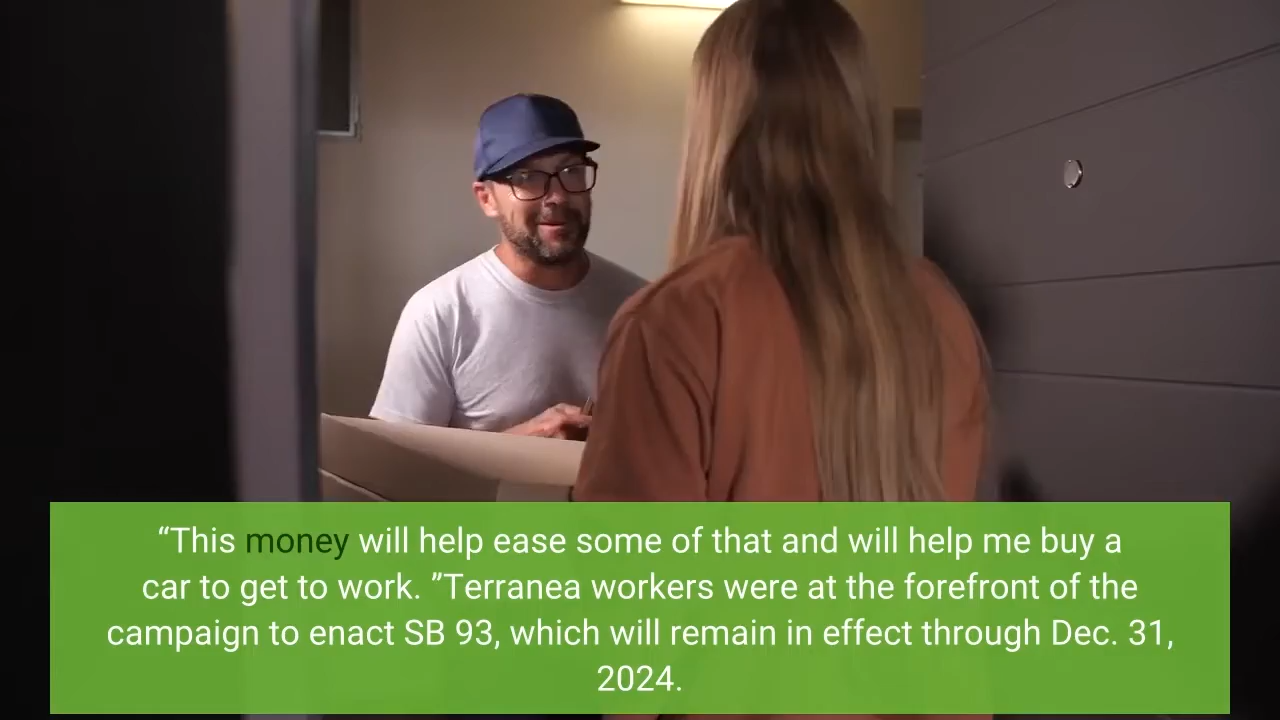 “This money will help ease some of that and will help me buy a
car to get to work. ”Terranea workers were at the forefront of the
campaign to enact SB 93, which will remain in effect through Dec. 31,
2024.